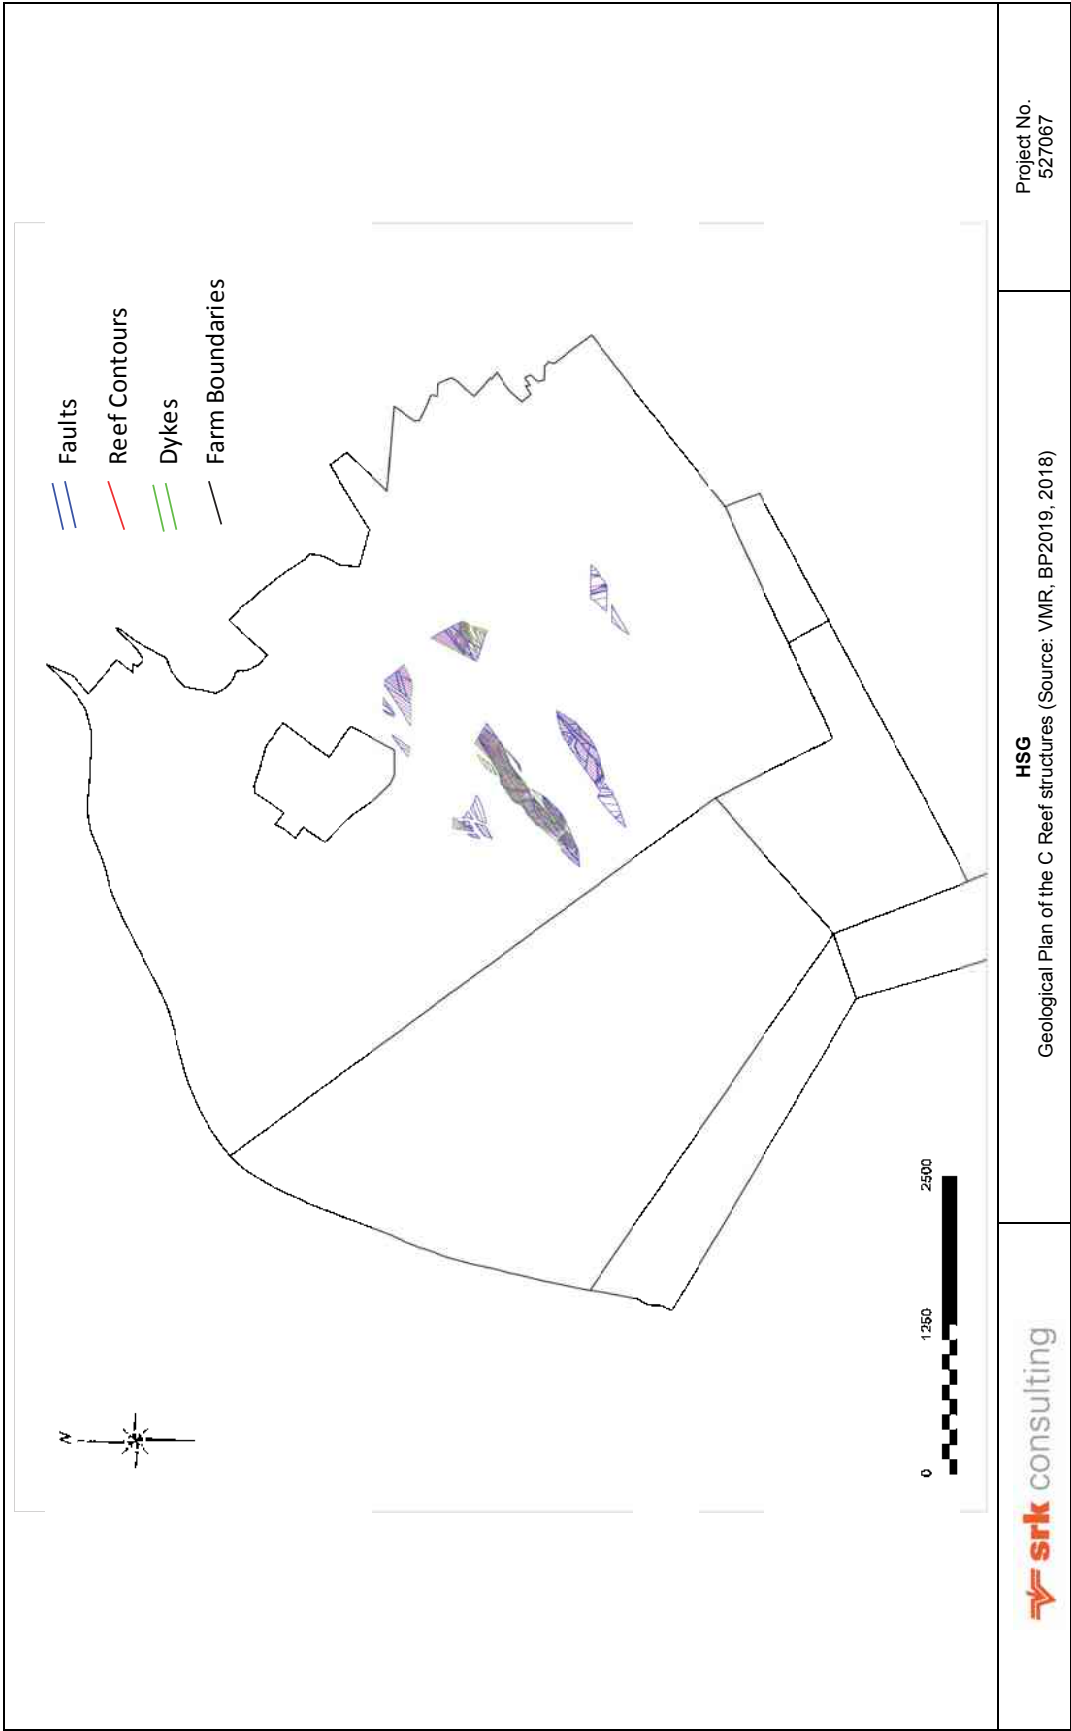 Faults
Reef Contours
Dykes
Farm Boundaries
N
0 1250 2500
srk consulting
HSG
Geological Plan of the C Reef structures (Source: VMR, BP2019, 2018)
Project No.
527067